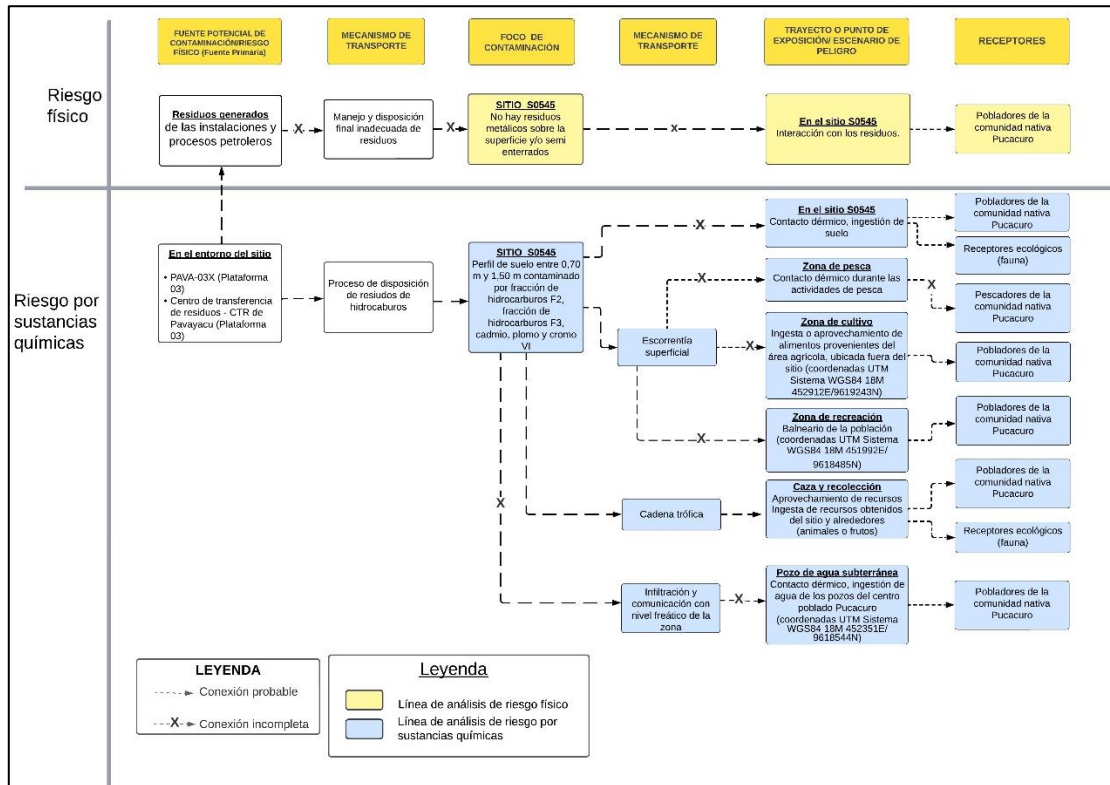 FUENTE POTENCIAL DE
CONTAMINACIÓN/RIESGO
FÍSICO (Fuente Primaria)
MECANISMO DE
TRANSPORTE
FOCO DE
CONTAMINACIÓN
MECANISMO DE
TRANSPORTE
TRAYECTO O PUNTO DE
EXPOSICIÓN/ ESCENARIO DE
PELIGRO
RECEPTORES
Riesgo
físico
Residuos generados
de las instalaciones y
procesos petroleros
X
Manejo y disposición
final inadecuada de
residuos
X
SITIO S0545
No hay residuos
metálicos sobre la
superficie y/o semi
enterrados
x
En el sitio S0545
Interacción con los residuos.
Pobladores de la
comunidad nativa
Pucacuro
Riesgo por
sustancias
químicas
En el entorno del sitio
• PAVA-03X (Plataforma
03)
• Centro de transferencia
de residuos - CTR de
Pavayacu (Plataforma
03)
Proceso de disposición
de resiudos de
hidrocaburos
SITIO S0545
Perfil de suelo entre 0,70
m y 1,50 m contaminado
por fracción de
hidrocarburos F2,
fracción de
hidrocarburos F3,
cadmio, plomo y cromo
VI
X
En el sitio S0545
Contacto dérmico, ingestión de
suelo
Pobladores de la
comunidad nativa
Pucacuro
Receptores ecológicos
(fauna)
Escorrentía
superficial
X
Zona de pesca
Contacto dérmico durante las
actividades de pesca
X
Pescadores de la
comunidad nativa
Pucacuro
X
Zona de cultivo
Ingesta o aprovechamiento de
alimentos provenientes del
área agrícola, ubicada fuera del
sitio (coordenadas UTM
Sistema WGS84 18M
452912E/9619243N)
Pobladores de la
comunidad nativa
Pucacuro
X
Zona de recreación
Balneario de la población
(coordenadas UTM Sistema
WGS84 18M 451992E/
9618485N)
Pobladores de la
comunidad nativa
Pucacuro
Cadena trófica
Caza y recolección
Aprovechamiento de recursos
Ingesta de recursos obtenidos
del sitio y alrededores
(animales o frutos)
Pobladores de la
comunidad nativa
Pucacuro
Receptores ecológicos
(fauna)
X
Infiltración y
comunicación con
nivel freático de la
zona
X
Pozo de agua subterránea
Contacto dérmico, ingestión de
agua de los pozos del centro
poblado Pucacuro
(coordenadas UTM Sistema
WGS84 18M 452351E/
9618544N)
Pobladores de la
comunidad nativa
Pucacuro
LEYENDA
Conexión probable
X Conexión incompleta
Leyenda
Línea de análisis de riesgo físico
Línea de análisis de riesgo por
sustancias químicas